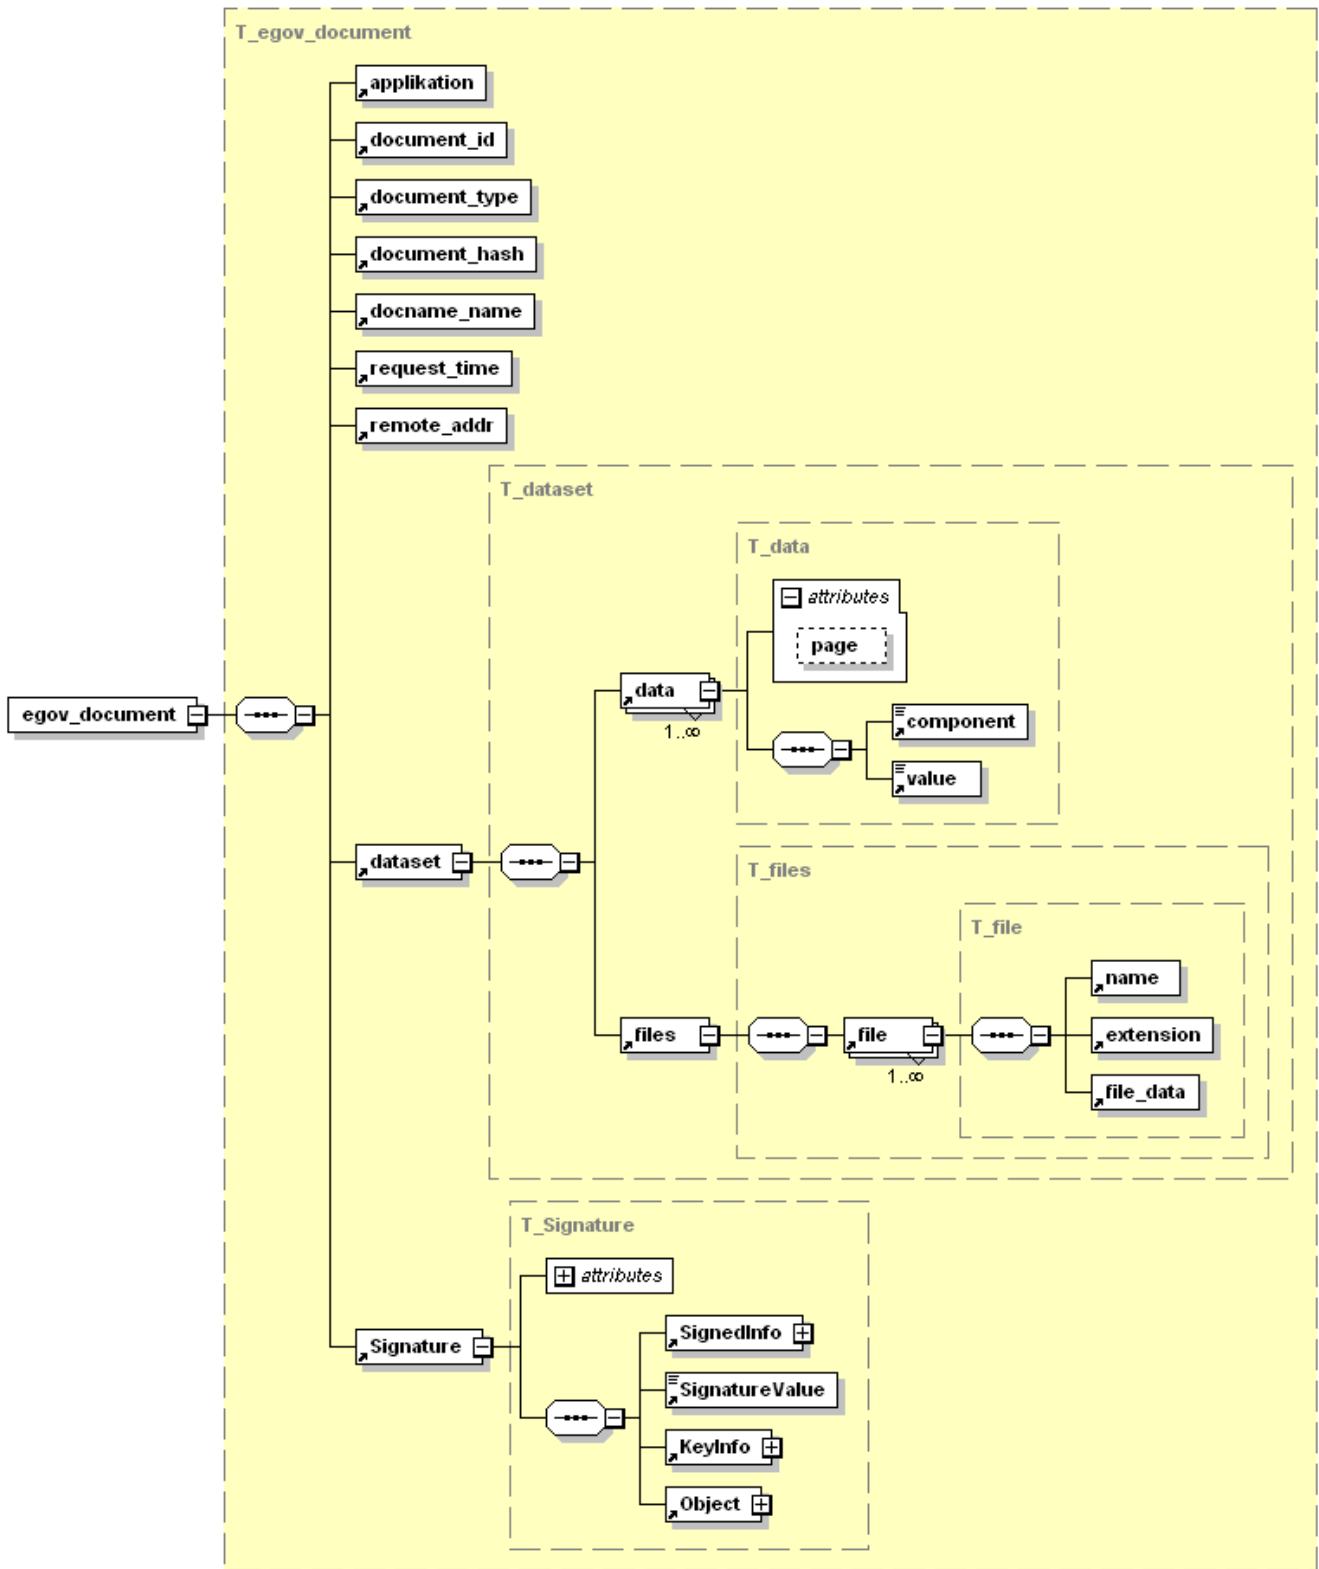 T_egov_document
applikation
document_id
document_type
document_hash
docname_name
request_time
remote_addr
T_dataset
T_data
attributes
page
data
1..∞
component
value
egov_document
dataset
T_files
T_file
name
files
file
1..∞
extension
file_data
T_Signature
attributes
Signature
SignedInfo
SignatureValue
KeyInfo
Object